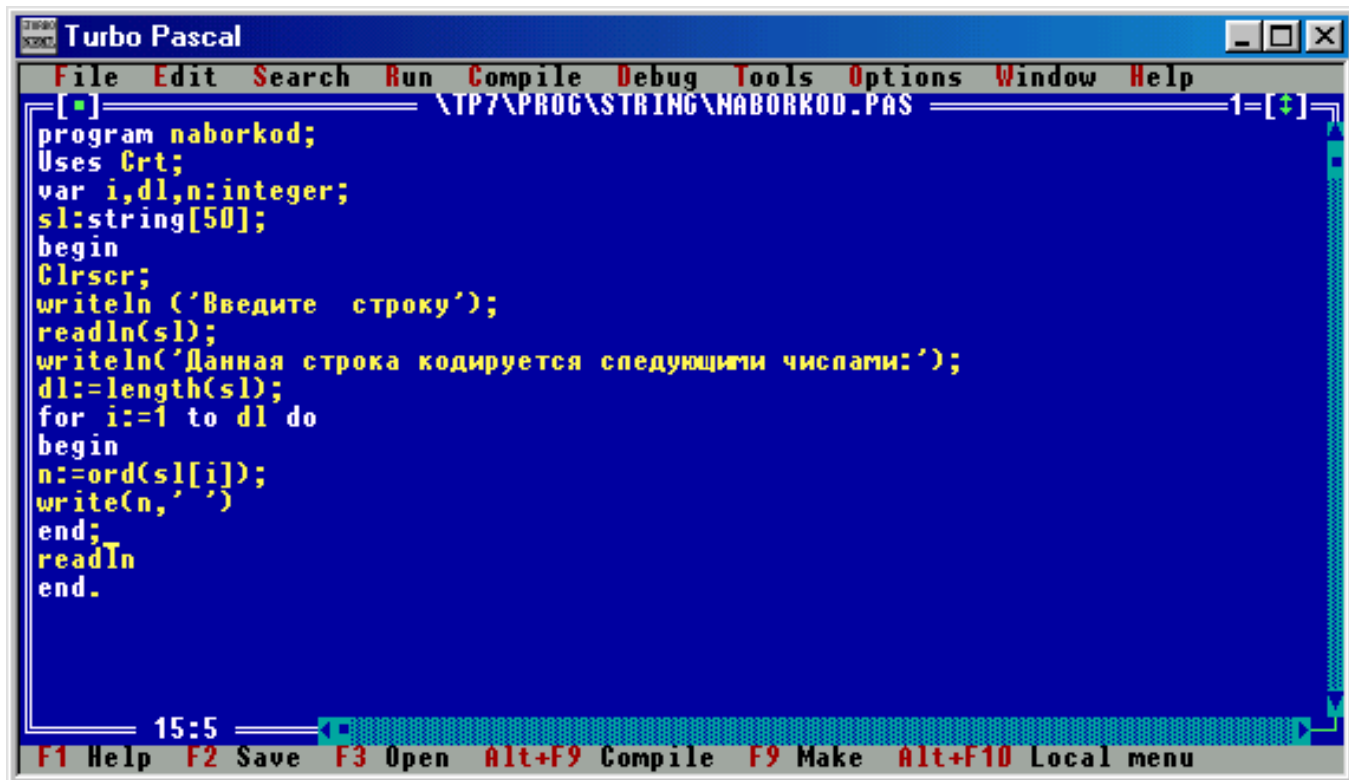 Turbo Pascal
File Edit Search Run Compile Debug Tools Options Window Help
[■] \TP7\PROG\STRING\NABORKOD.PAS 1=[↕]
program naborkod;
Uses Crt;
var i,dl,n:integer;
sl:string[50];
begin
Clrscr;
writeln ('Введите  строку');
readln(sl);
writeln('Данная строка кодируется следующими числами:');
dl:=length(sl);
for i:=1 to dl do
begin
n:=ord(sl[i]);
write(n,' ')
end;
readln
end.
15:5
F1 Help F2 Save F3 Open Alt+F9 Compile F9 Make Alt+F10 Local menu